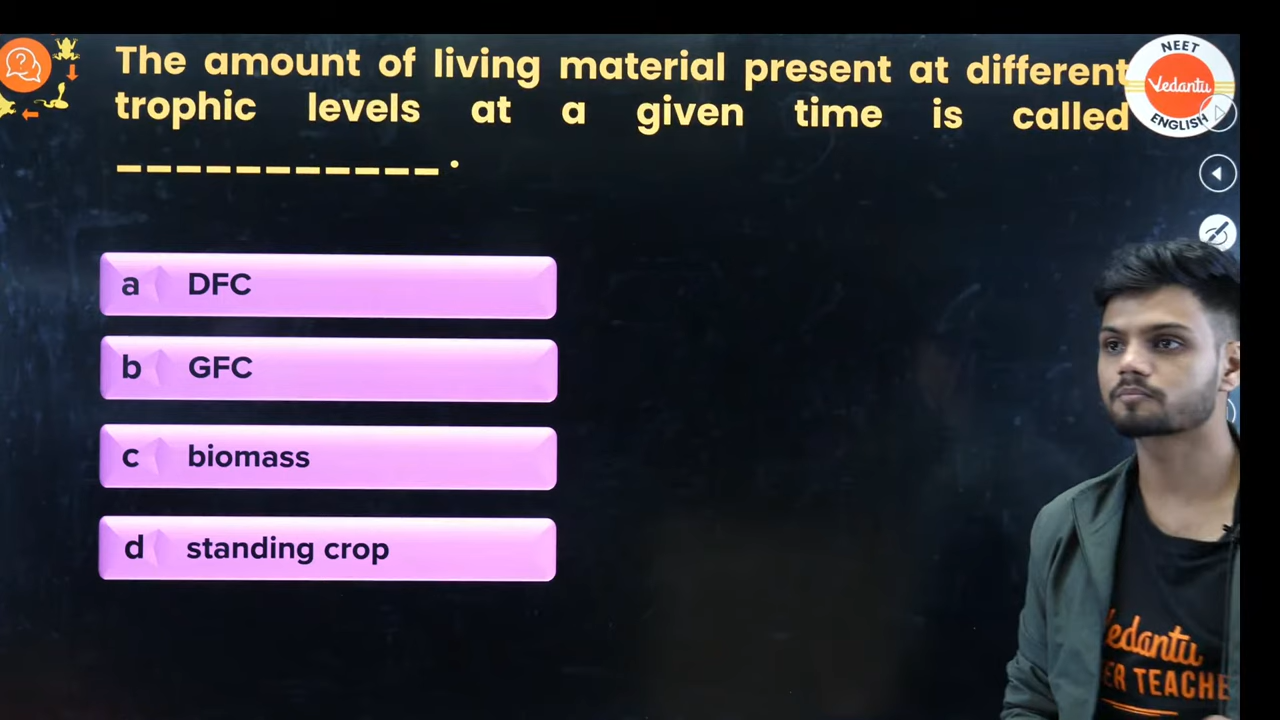 The amount of living material present at different
trophic levels at a given time is called
___________.
NEET
Vedantu
ENGLISH
a DFC
b GFC
c biomass
d standing crop
Vedantu
TEACHE